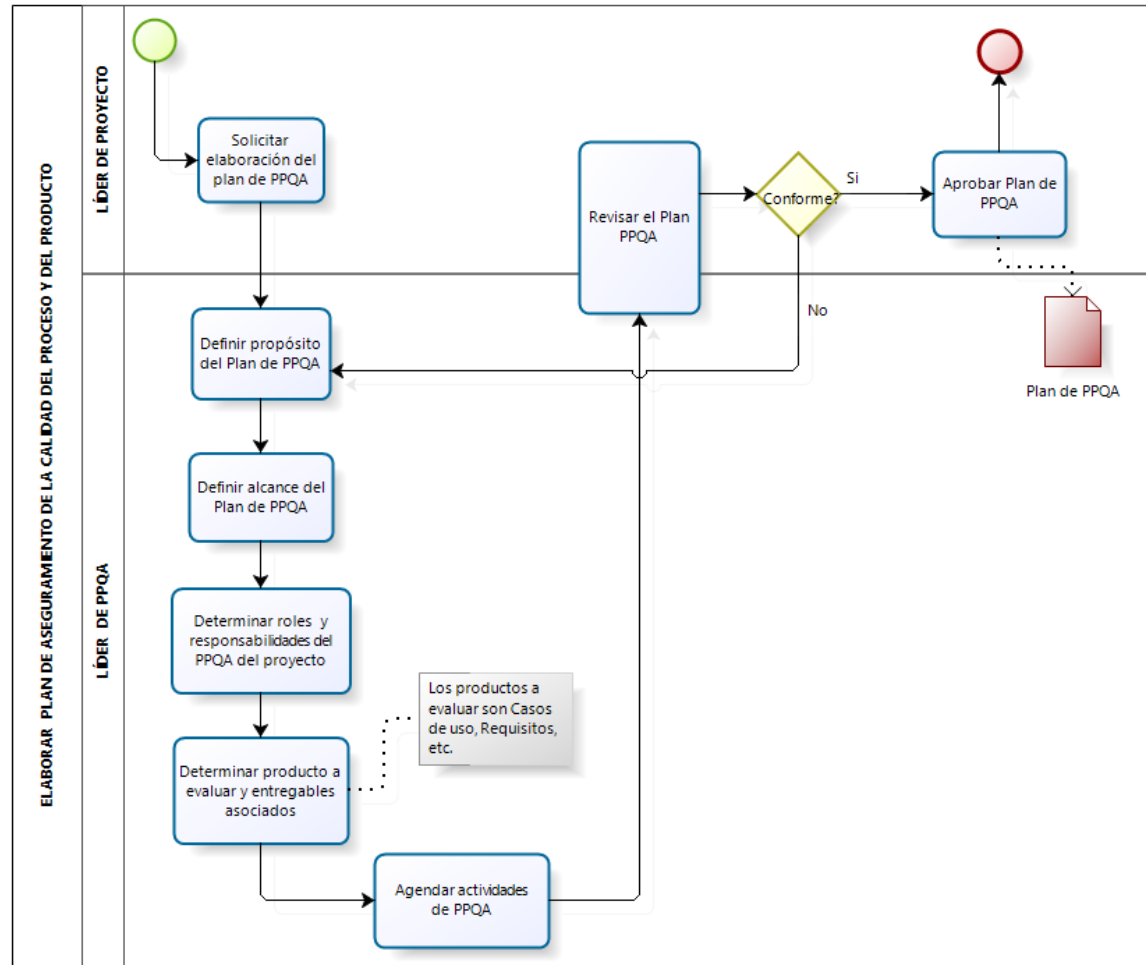 ELABORAR PLAN DE ASEGURAMIENTO DE LA CALIDAD DEL PROCESO Y DEL PRODUCTO
LÍDER DE PROYECTO
Solicitar
elaboración del
plan de PPQA
Revisar el Plan
PPQA
Conforme?
Si
No
Aprobar Plan de
PPQA
Plan de PPQA
LÍDER DE PPQA
Definir propósito
del Plan de PPQA
Definir alcance del
Plan de PPQA
Determinar roles y
responsabilidades del
PPQA del proyecto
Determinar producto a
evaluar y entregables
asociados
Los productos a
evaluar son Casos
de uso, Requisitos,
etc.
Agendar actividades
de PPQA